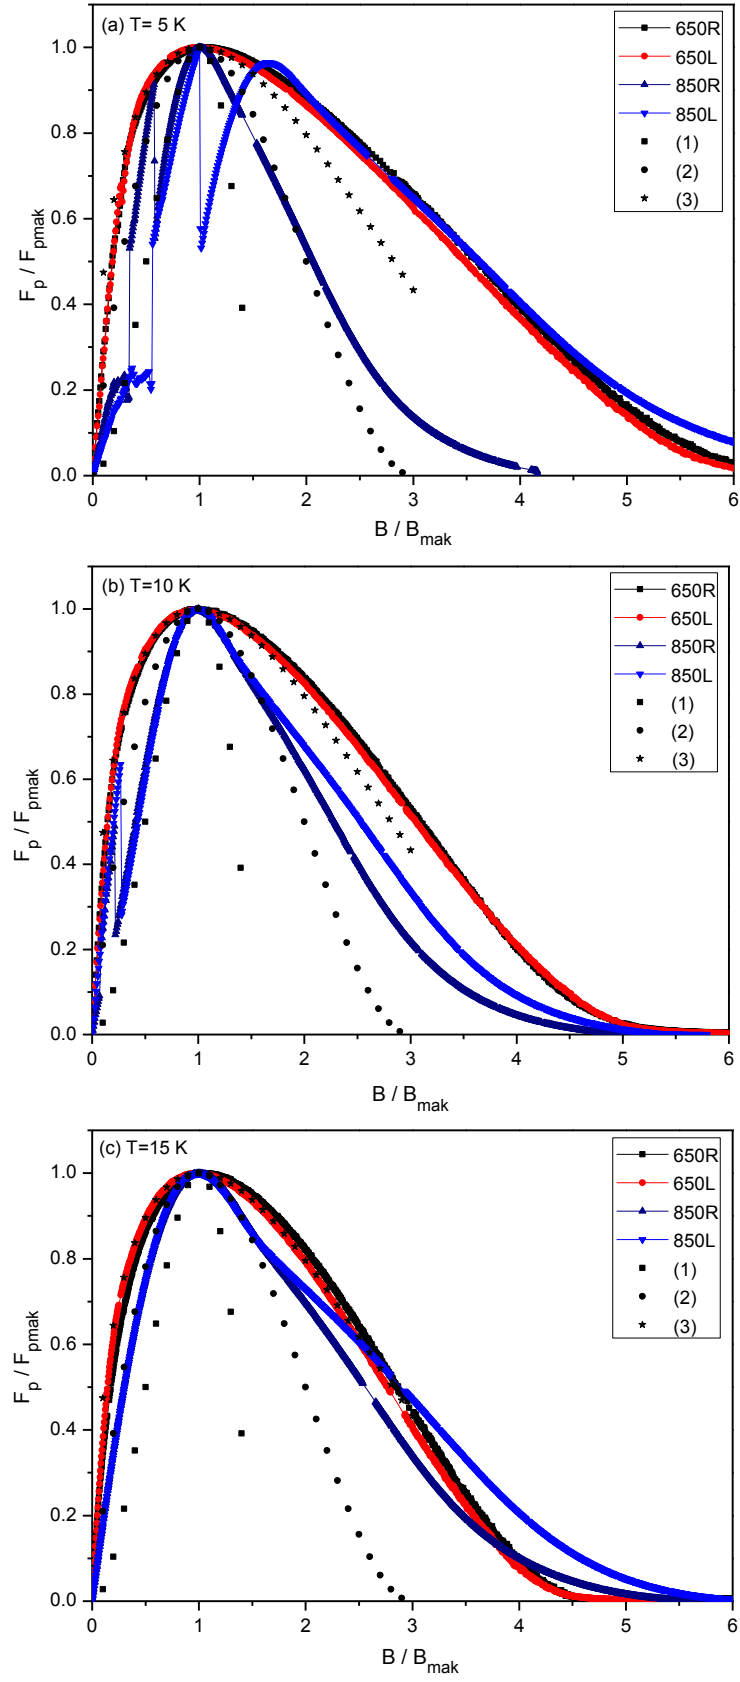 (a) T= 5 K
650R
650L
850R
850L
(1)
(2)
(3)
1.0
0.8
0.6
0.4
0.2
0.0
F_p / F_pmak
0 1 2 3 4 5 6
B / B_mak
(b) T=10 K
650R
650L
850R
850L
(1)
(2)
(3)
1.0
0.8
0.6
0.4
0.2
0.0
F_p / F_pmak
0 1 2 3 4 5 6
B / B_mak
(c) T=15 K
650R
650L
850R
850L
(1)
(2)
(3)
1.0
0.8
0.6
0.4
0.2
0.0
F_p / F_pmak
0 1 2 3 4 5 6
B / B_mak